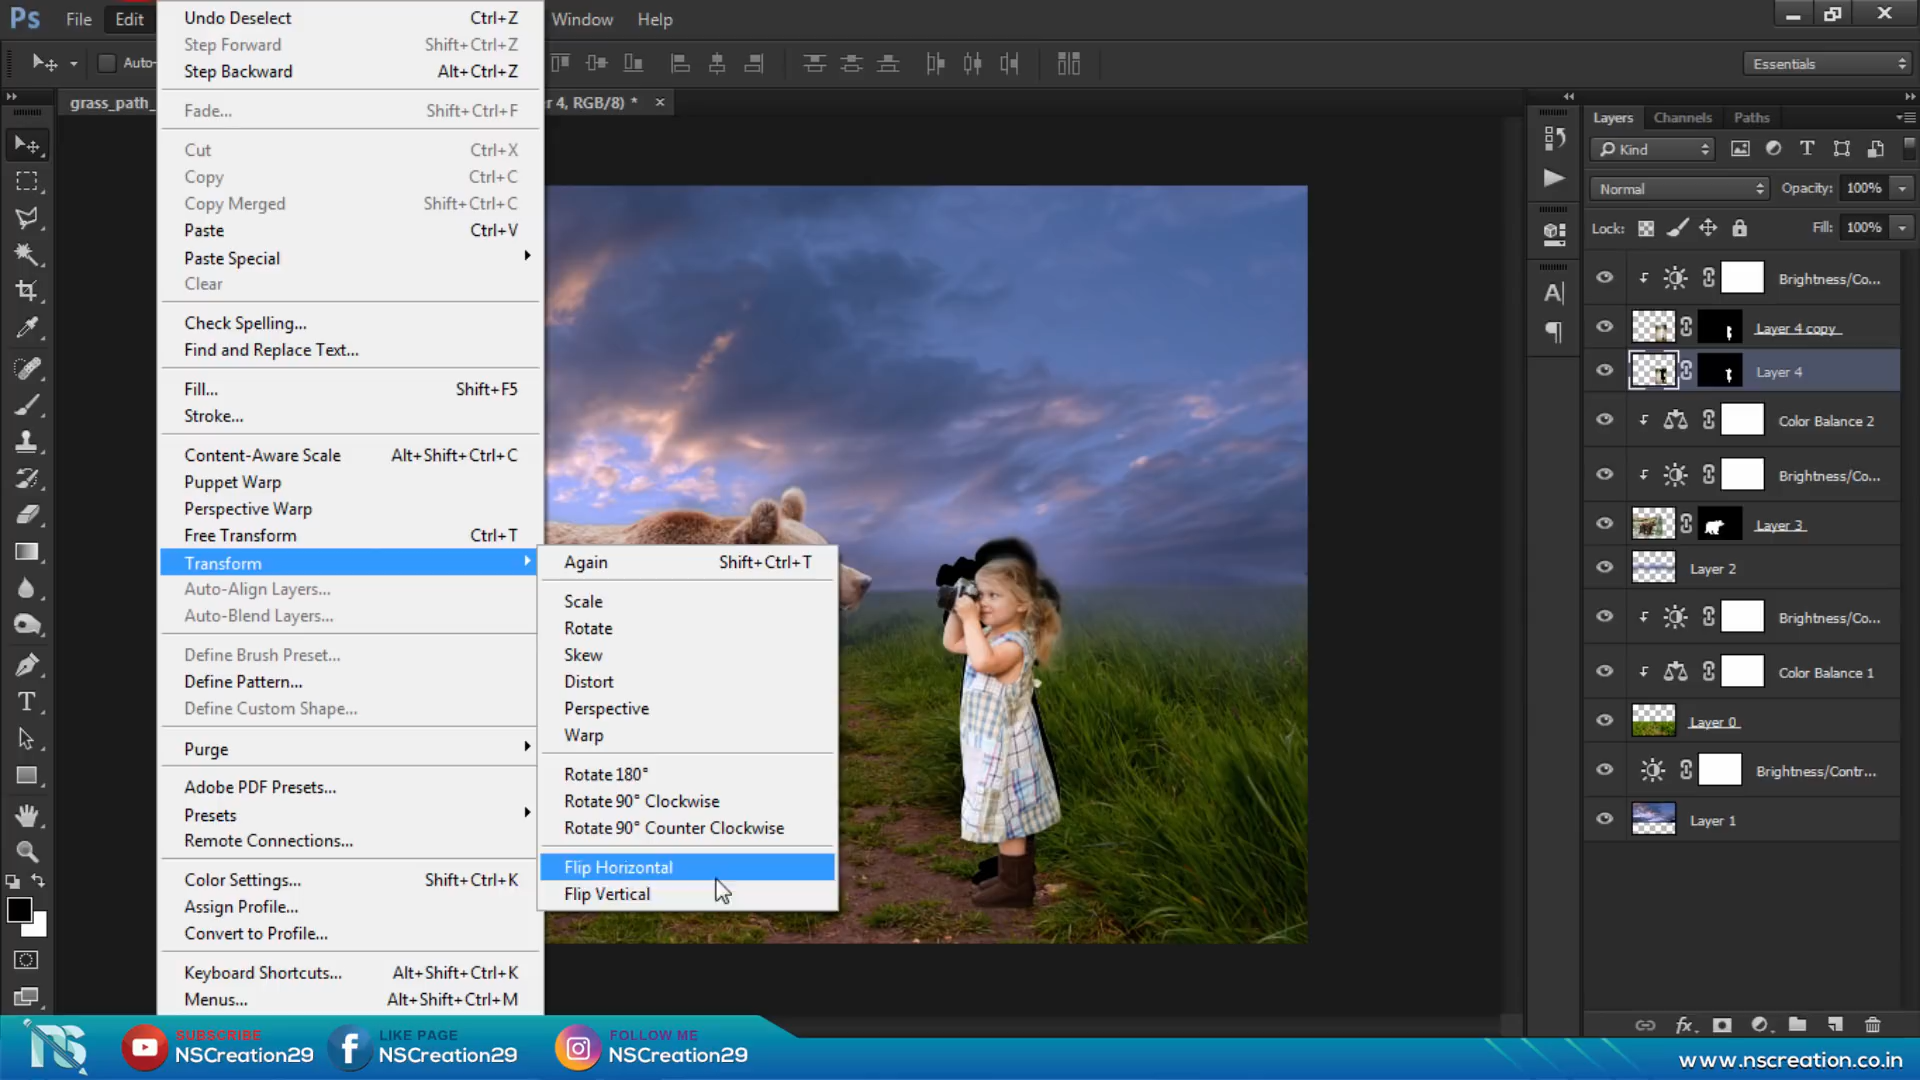 Ps File Edit Window Help
Auto-
Essentials
grass_path_
er 4, RGB/8) * ×
Undo Deselect Ctrl+Z
Step Forward Shift+Ctrl+Z
Step Backward Alt+Ctrl+Z
Fade... Shift+Ctrl+F
Cut Ctrl+X
Copy Ctrl+C
Copy Merged Shift+Ctrl+C
Paste Ctrl+V
Paste Special
Clear
Check Spelling...
Find and Replace Text...
Fill... Shift+F5
Stroke...
Content-Aware Scale Alt+Shift+Ctrl+C
Puppet Warp
Perspective Warp
Free Transform Ctrl+T
Transform
Auto-Align Layers...
Auto-Blend Layers...
Define Brush Preset...
Define Pattern...
Define Custom Shape...
Purge
Adobe PDF Presets...
Presets
Remote Connections...
Color Settings... Shift+Ctrl+K
Assign Profile...
Convert to Profile...
Keyboard Shortcuts... Alt+Shift+Ctrl+K
Menus... Alt+Shift+Ctrl+M
Again Shift+Ctrl+T
Scale
Rotate
Skew
Distort
Perspective
Warp
Rotate 180°
Rotate 90° Clockwise
Rotate 90° Counter Clockwise
Flip Horizontal
Flip Vertical
Layers Channels Paths
Kind
Normal Opacity: 100%
Lock: Fill: 100%
Brightness/Co...
Layer 4 copy
Layer 4
Color Balance 2
Brightness/Co...
Layer 3
Layer 2
Brightness/Co...
Color Balance 1
Layer 0
Brightness/Contr...
Layer 1
NS
SUBSCRIBE
NSCreation29
LIKE PAGE
NSCreation29
FOLLOW ME
NSCreation29
www.nscreation.co.in